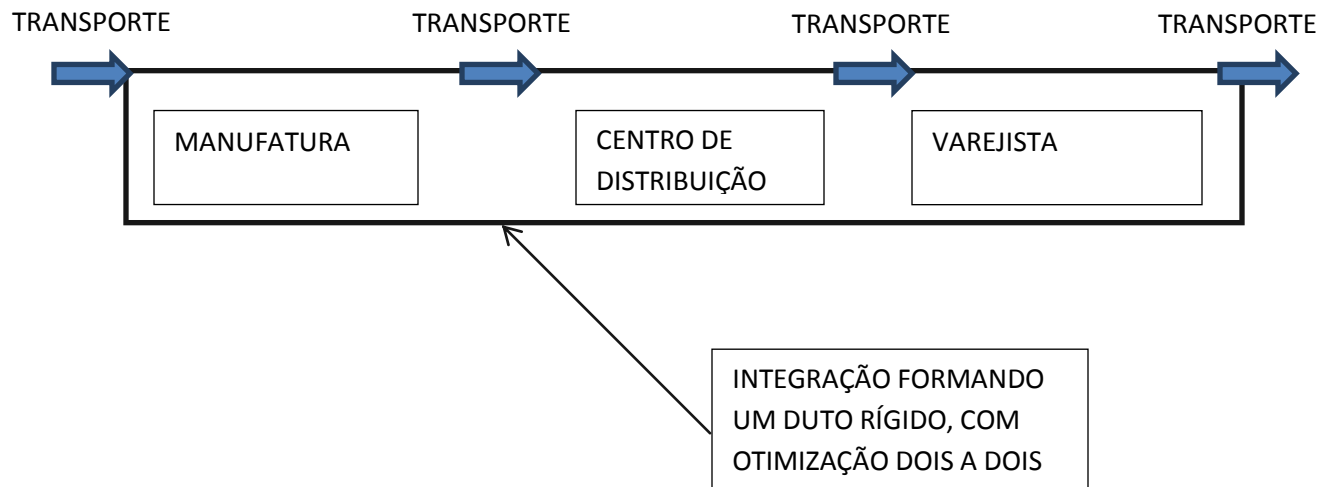 TRANSPORTE
TRANSPORTE
TRANSPORTE
TRANSPORTE
MANUFATURA
CENTRO DE
DISTRIBUIÇÃO
VAREJISTA
INTEGRAÇÃO FORMANDO
UM DUTO RÍGIDO, COM
OTIMIZAÇÃO DOIS A DOIS